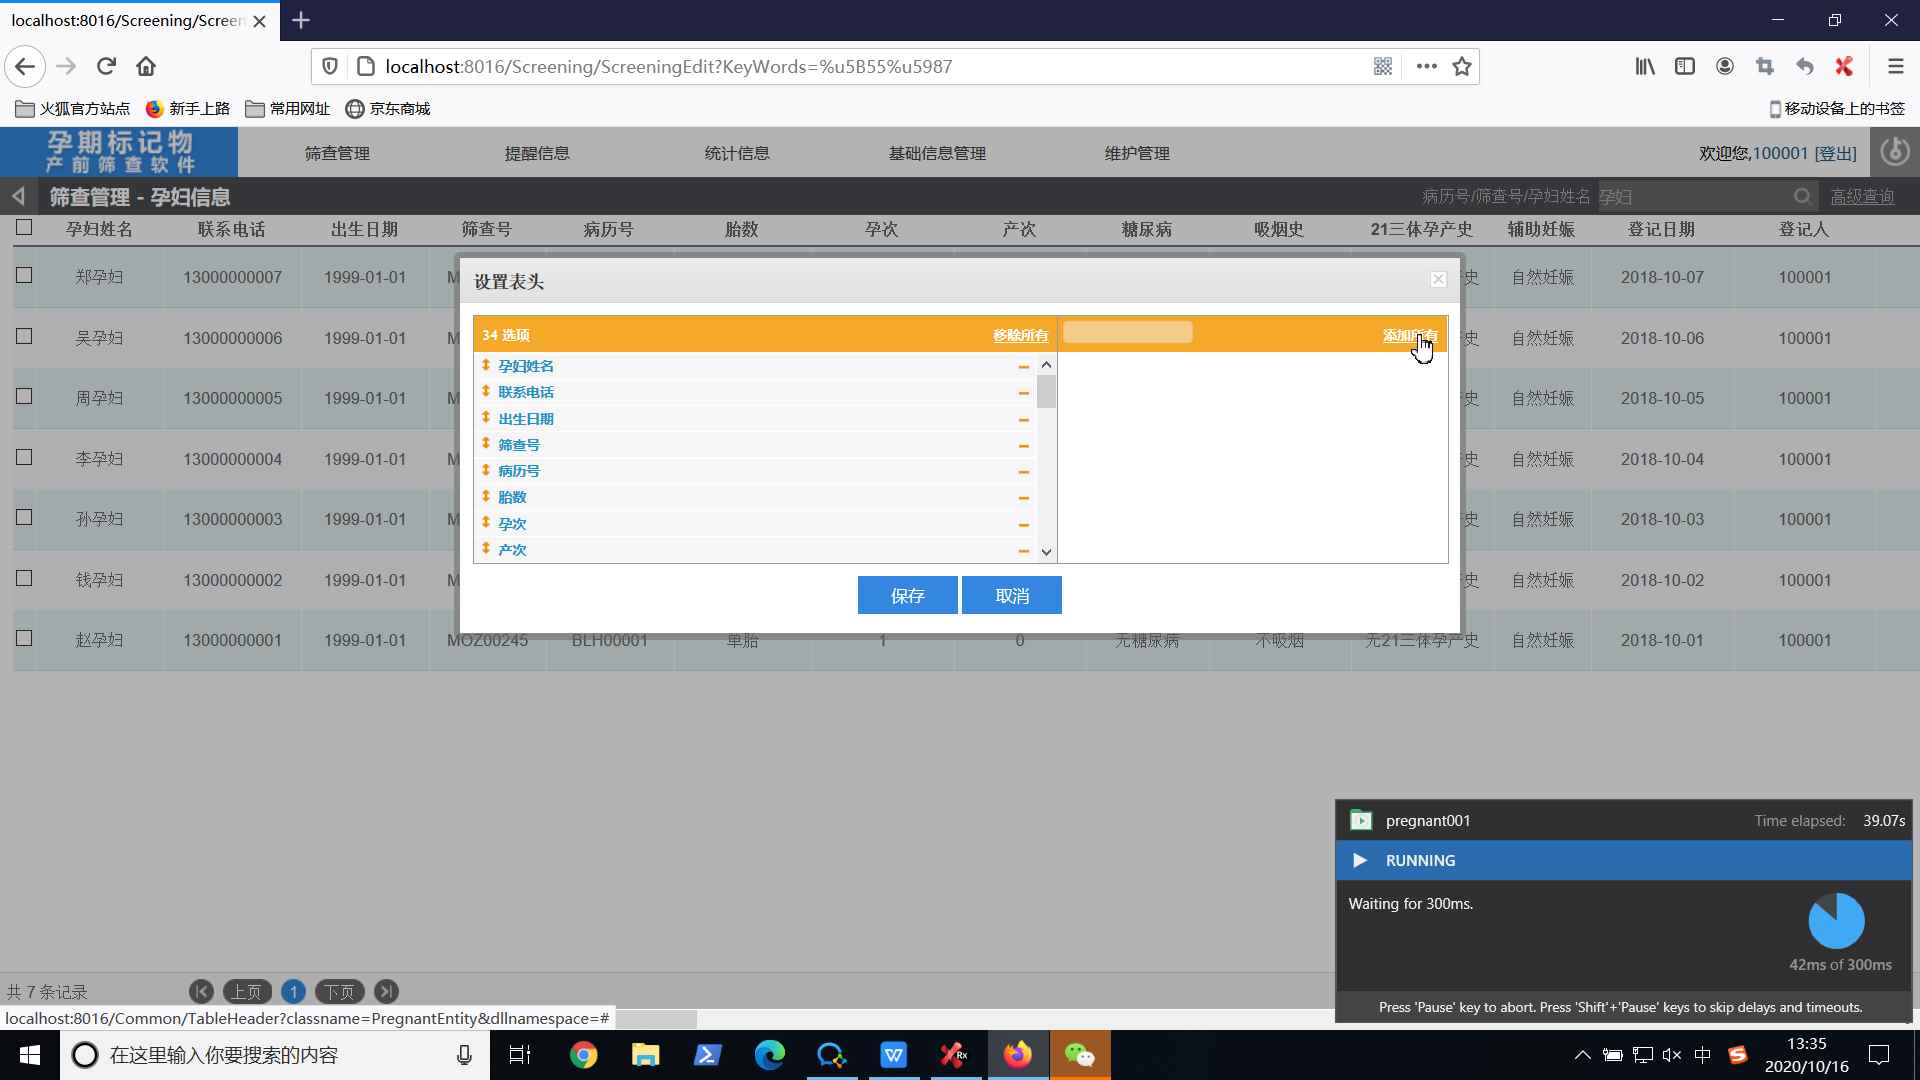 localhost:8016/Screening/Screen
localhost:8016/Screening/ScreeningEdit?KeyWords=%u5B55%u5987
火狐官方站点 新手上路 常用网址 京东商城 移动设备上的书签
孕期标记物
产前筛查软件
筛查管理 提醒信息 统计信息 基础信息管理 维护管理 欢迎您,100001 [登出]
筛查管理 - 孕妇信息 病历号/筛查号/孕妇姓名 孕妇 高级查询
孕妇姓名 联系电话 出生日期 筛查号 病历号 胎数 孕次 产次 糖尿病 吸烟史 21三体孕产史 辅助妊娠 登记日期 登记人
郑孕妇 13000000007 1999-01-01 M 史 自然妊娠 2018-10-07 100001
吴孕妇 13000000006 1999-01-01 M 史 自然妊娠 2018-10-06 100001
周孕妇 13000000005 1999-01-01 M 史 自然妊娠 2018-10-05 100001
李孕妇 13000000004 1999-01-01 M 史 自然妊娠 2018-10-04 100001
孙孕妇 13000000003 1999-01-01 M 史 自然妊娠 2018-10-03 100001
钱孕妇 13000000002 1999-01-01 M 史 自然妊娠 2018-10-02 100001
赵孕妇 13000000001 1999-01-01 MOZ00245 BLH00001 单胎 1 0 无糖尿病 不吸烟 无21三体孕产史 自然妊娠 2018-10-01 100001
设置表头
34 选项 移除所有 添加所有
孕妇姓名
联系电话
出生日期
筛查号
病历号
胎数
孕次
产次
保存 取消
pregnant001 Time elapsed: 39.07s
RUNNING
Waiting for 300ms.
42ms of 300ms
Press 'Pause' key to abort. Press 'Shift'+'Pause' keys to skip delays and timeouts.
共 7 条记录 上页 1 下页
localhost:8016/Common/TableHeader?classname=PregnantEntity&dllnamespace=#
在这里输入你要搜索的内容
中
13:35
2020/10/16